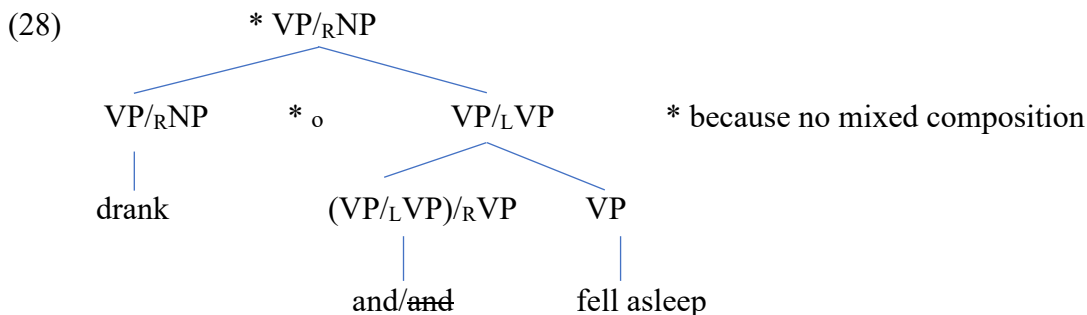 (28) * VP/RNP
VP/RNP * o VP/LVP * because no mixed composition
drank (VP/LVP)/RVP VP
and/and fell asleep